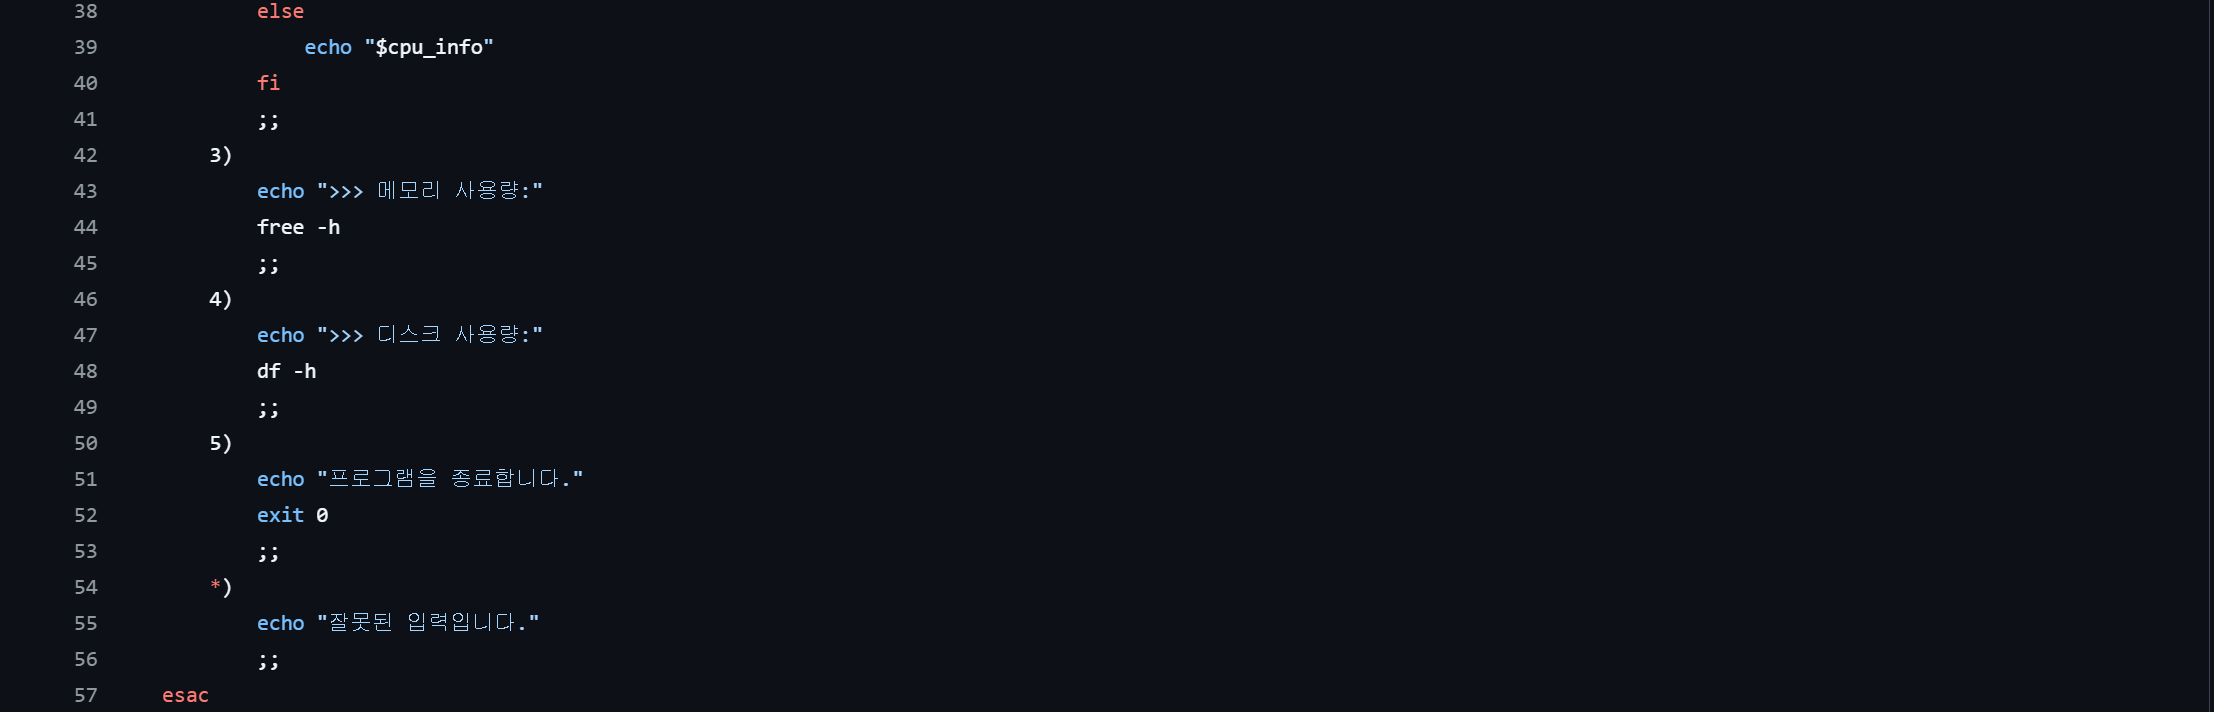 38 else
39 echo "$cpu_info"
40 fi
41 ;;
42 3)
43 echo ">>> 메모리 사용량:"
44 free -h
45 ;;
46 4)
47 echo ">>> 디스크 사용량:"
48 df -h
49 ;;
50 5)
51 echo "프로그램을 종료합니다."
52 exit 0
53 ;;
54 *)
55 echo "잘못된 입력입니다."
56 ;;
57 esac